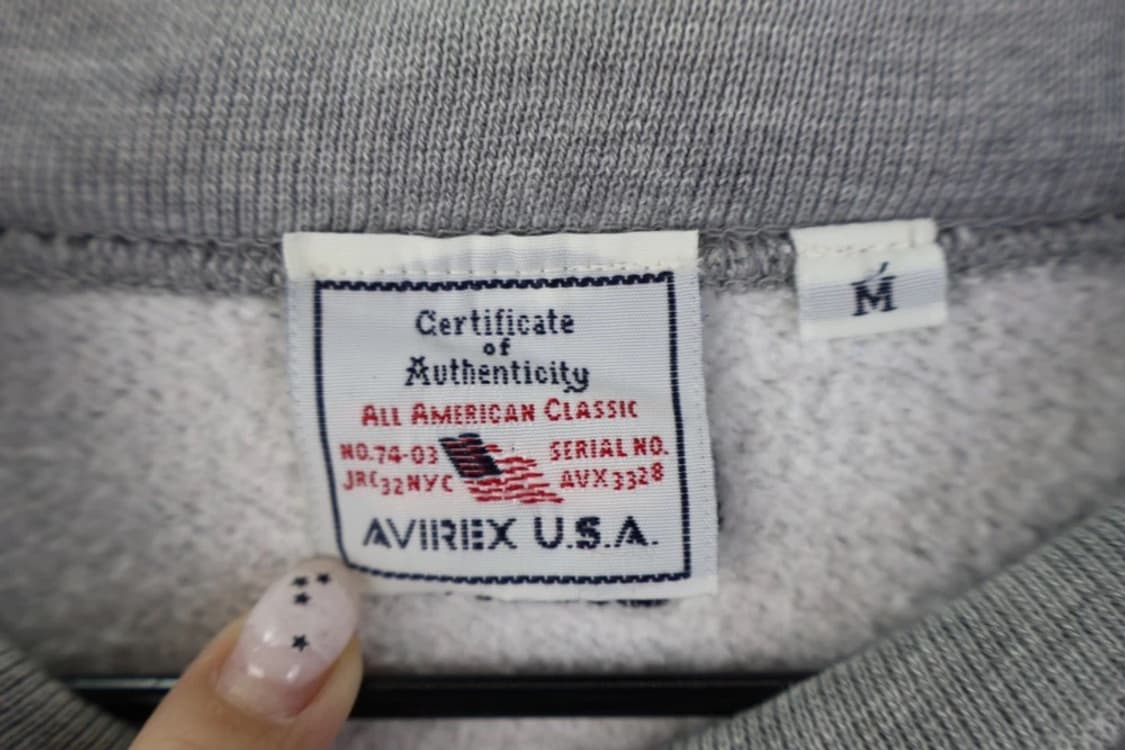 Certificate
of
Authenticity
ALL AMERICAN CLASSIC
NO.74-03 SERIAL NO.
JRC32NYC AVX3328
AVIREX U.S.A.
M